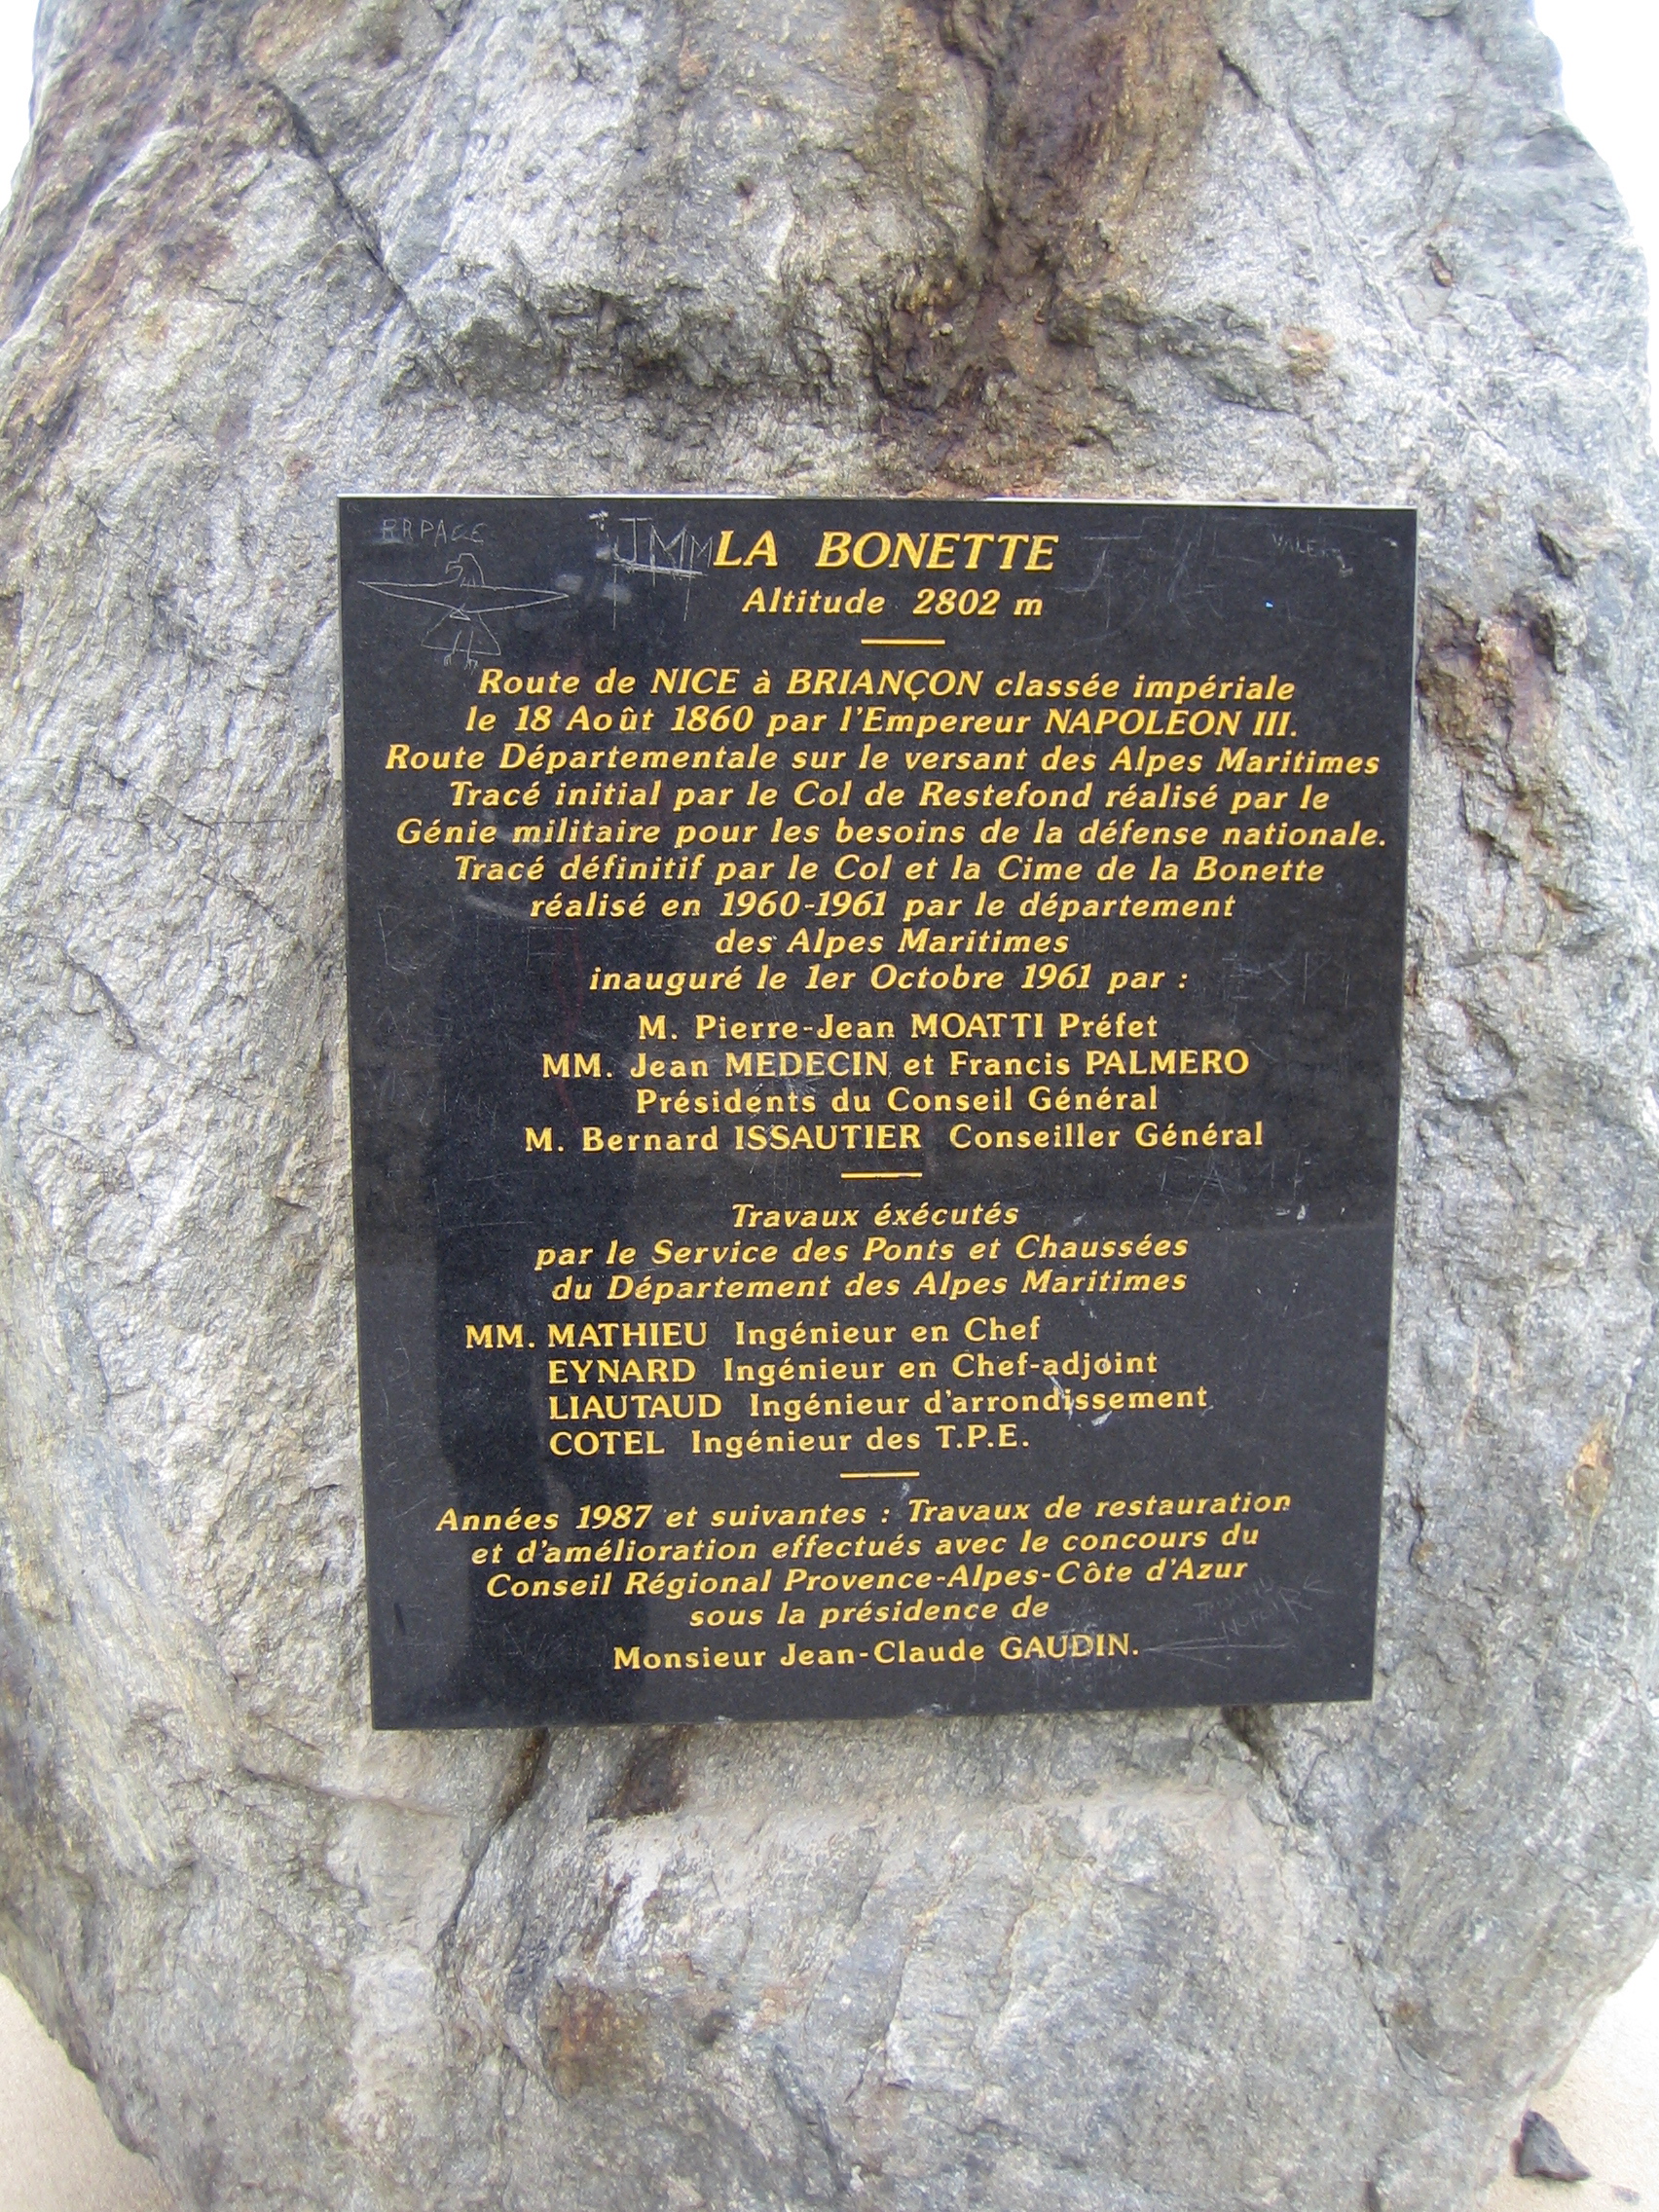 ERPACE
JMM
LA BONETTE
VALER
Altitude 2802 m
Route de NICE à BRIANÇON classée impériale
le 18 Août 1860 par l'Empereur NAPOLEON III.
Route Départementale sur le versant des Alpes Maritimes
Tracé initial par le Col de Restefond réalisé par le
Génie militaire pour les besoins de la défense nationale.
Tracé définitif par le Col et la Cime de la Bonette
réalisé en 1960-1961 par le département
des Alpes Maritimes
inauguré le 1er Octobre 1961 par :
M. Pierre-Jean MOATTI Préfet
MM. Jean MEDECIN et Francis PALMERO
Présidents du Conseil Général
M. Bernard ISSAUTIER Conseiller Général
Travaux éxécutés
par le Service des Ponts et Chaussées
du Département des Alpes Maritimes
MM. MATHIEU Ingénieur en Chef
EYNARD Ingénieur en Chef-adjoint
LIAUTAUD Ingénieur d'arrondissement
COTEL Ingénieur des T.P.E.
Années 1987 et suivantes : Travaux de restauration
et d'amélioration effectués avec le concours du
Conseil Régional Provence-Alpes-Côte d'Azur
sous la présidence de
Monsieur Jean-Claude GAUDIN.